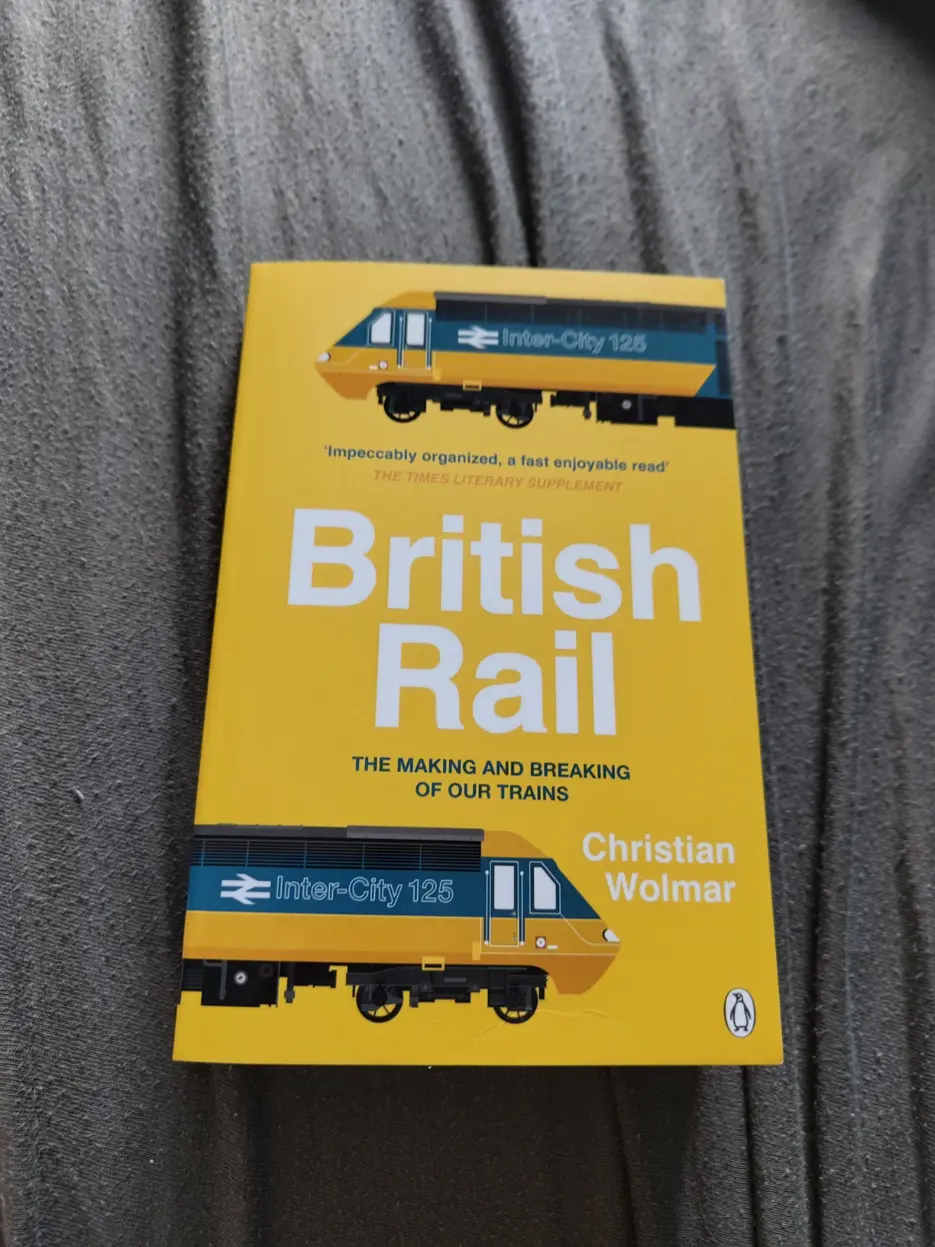 Inter-City 125
'Impeccably organized, a fast enjoyable read'
THE TIMES LITERARY SUPPLEMENT
British
Rail
THE MAKING AND BREAKING
OF OUR TRAINS
Christian
Wolmar
Inter-City 125